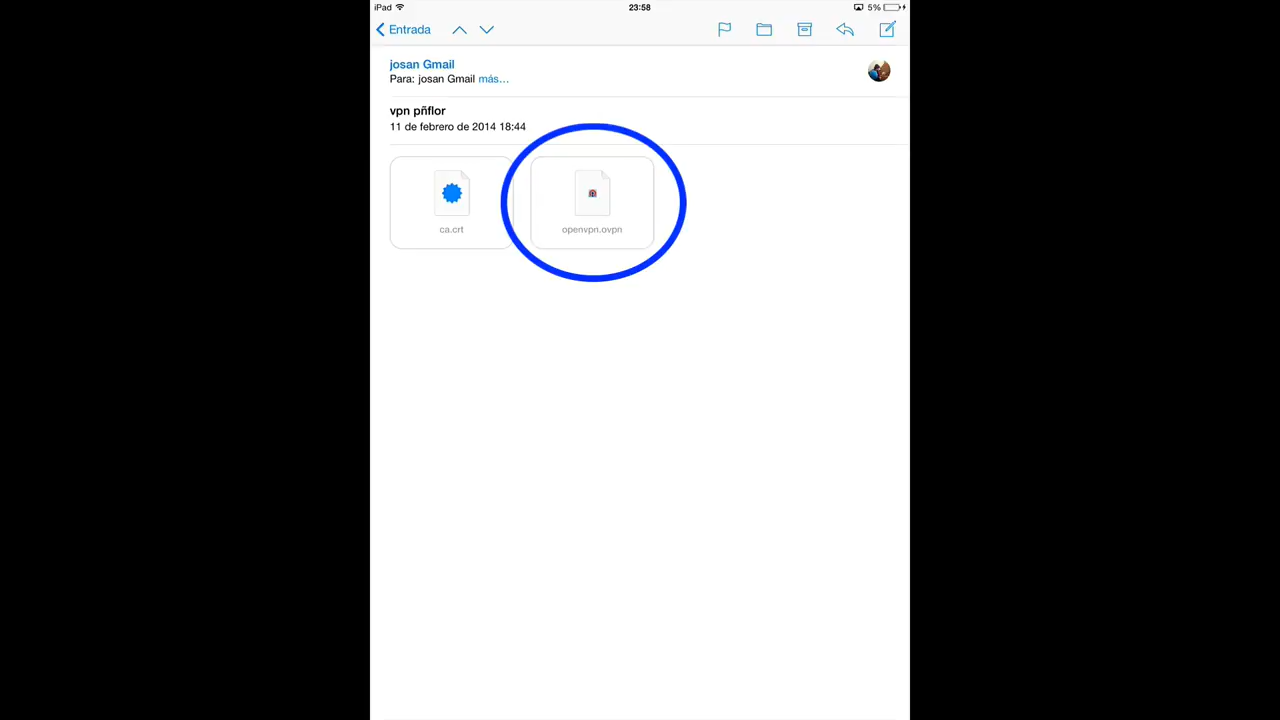 iPad 23:58 5%
Entrada
josan Gmail
Para: josan Gmail más...
vpn pñflor
11 de febrero de 2014 18:44
ca.crt openvpn.ovpn